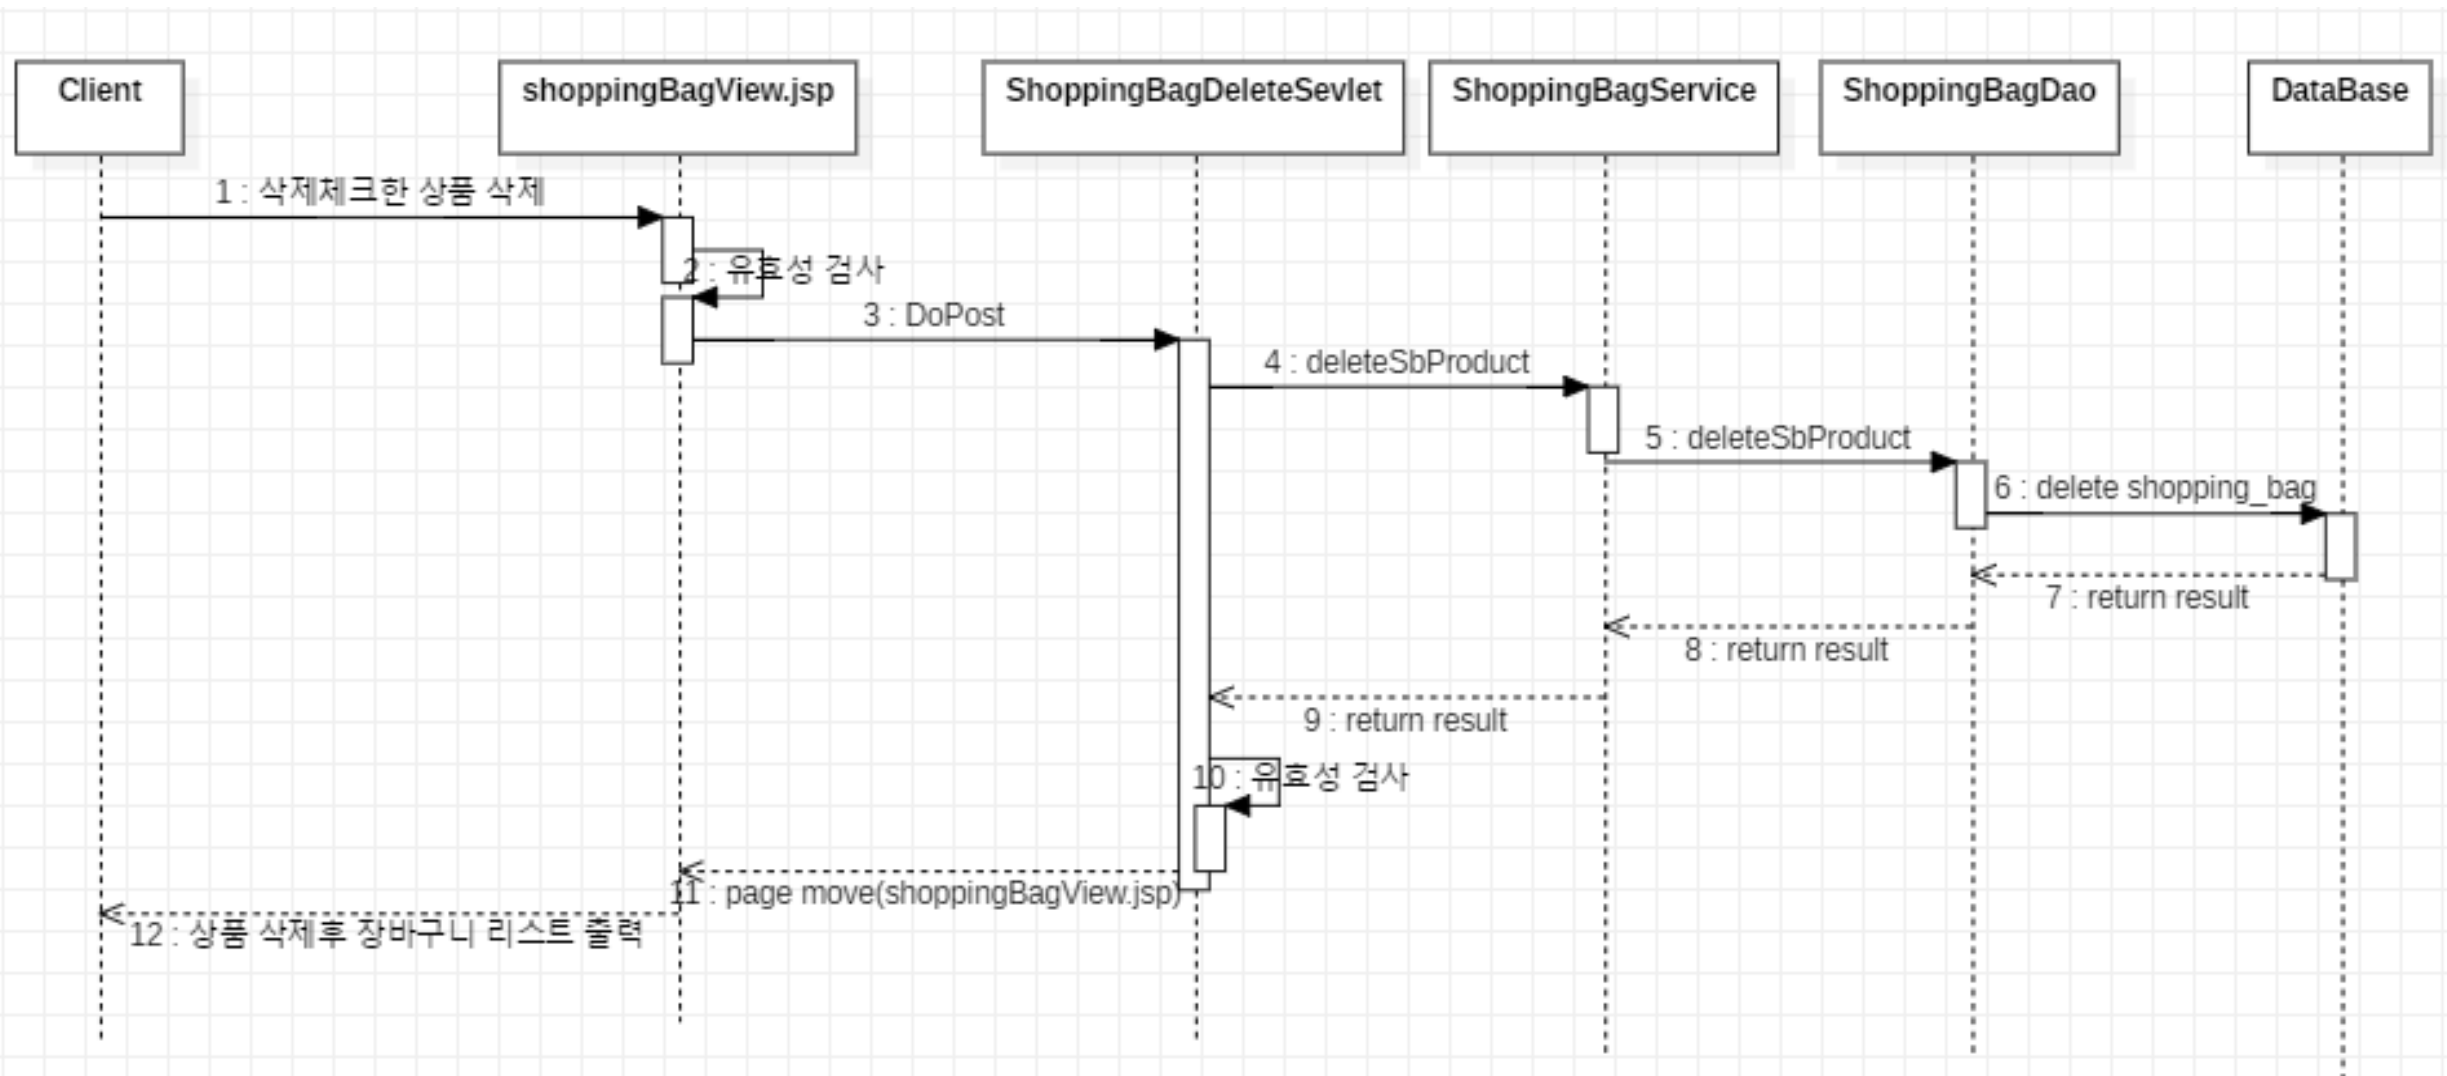 Client
shoppingBagView.jsp
ShoppingBagDeleteSevlet
ShoppingBagService
ShoppingBagDao
DataBase
1 : 삭제체크한 상품 삭제
2 : 유효성 검사
3 : DoPost
4 : deleteSbProduct
5 : deleteSbProduct
6 : delete shopping_bag
7 : return result
8 : return result
9 : return result
10 : 유효성 검사
11 : page move(shoppingBagView.jsp)
12 : 상품 삭제후 장바구니 리스트 출력